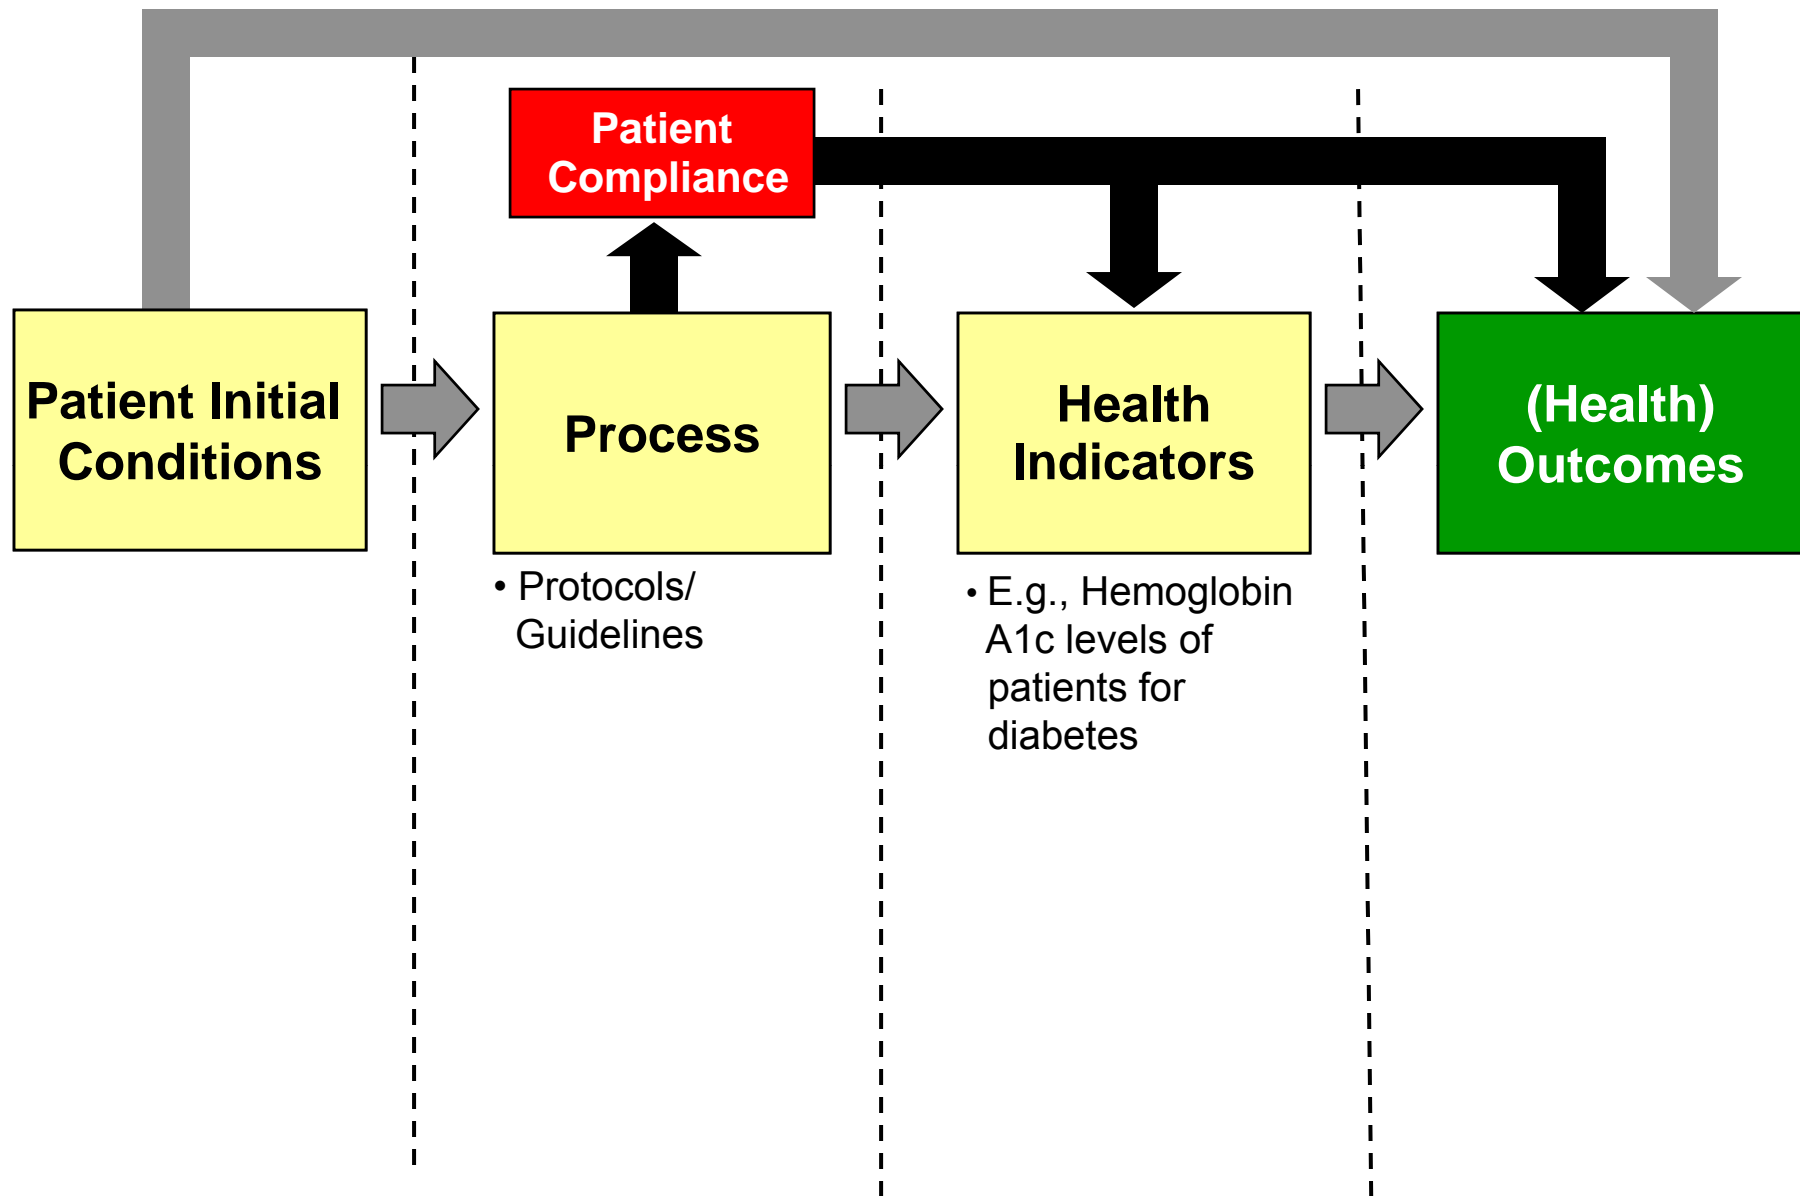 Patient
Compliance
Patient Initial
Conditions
Process
Health
Indicators
(Health)
Outcomes
• Protocols/
Guidelines
• E.g., Hemoglobin
A1c levels of
patients for
diabetes